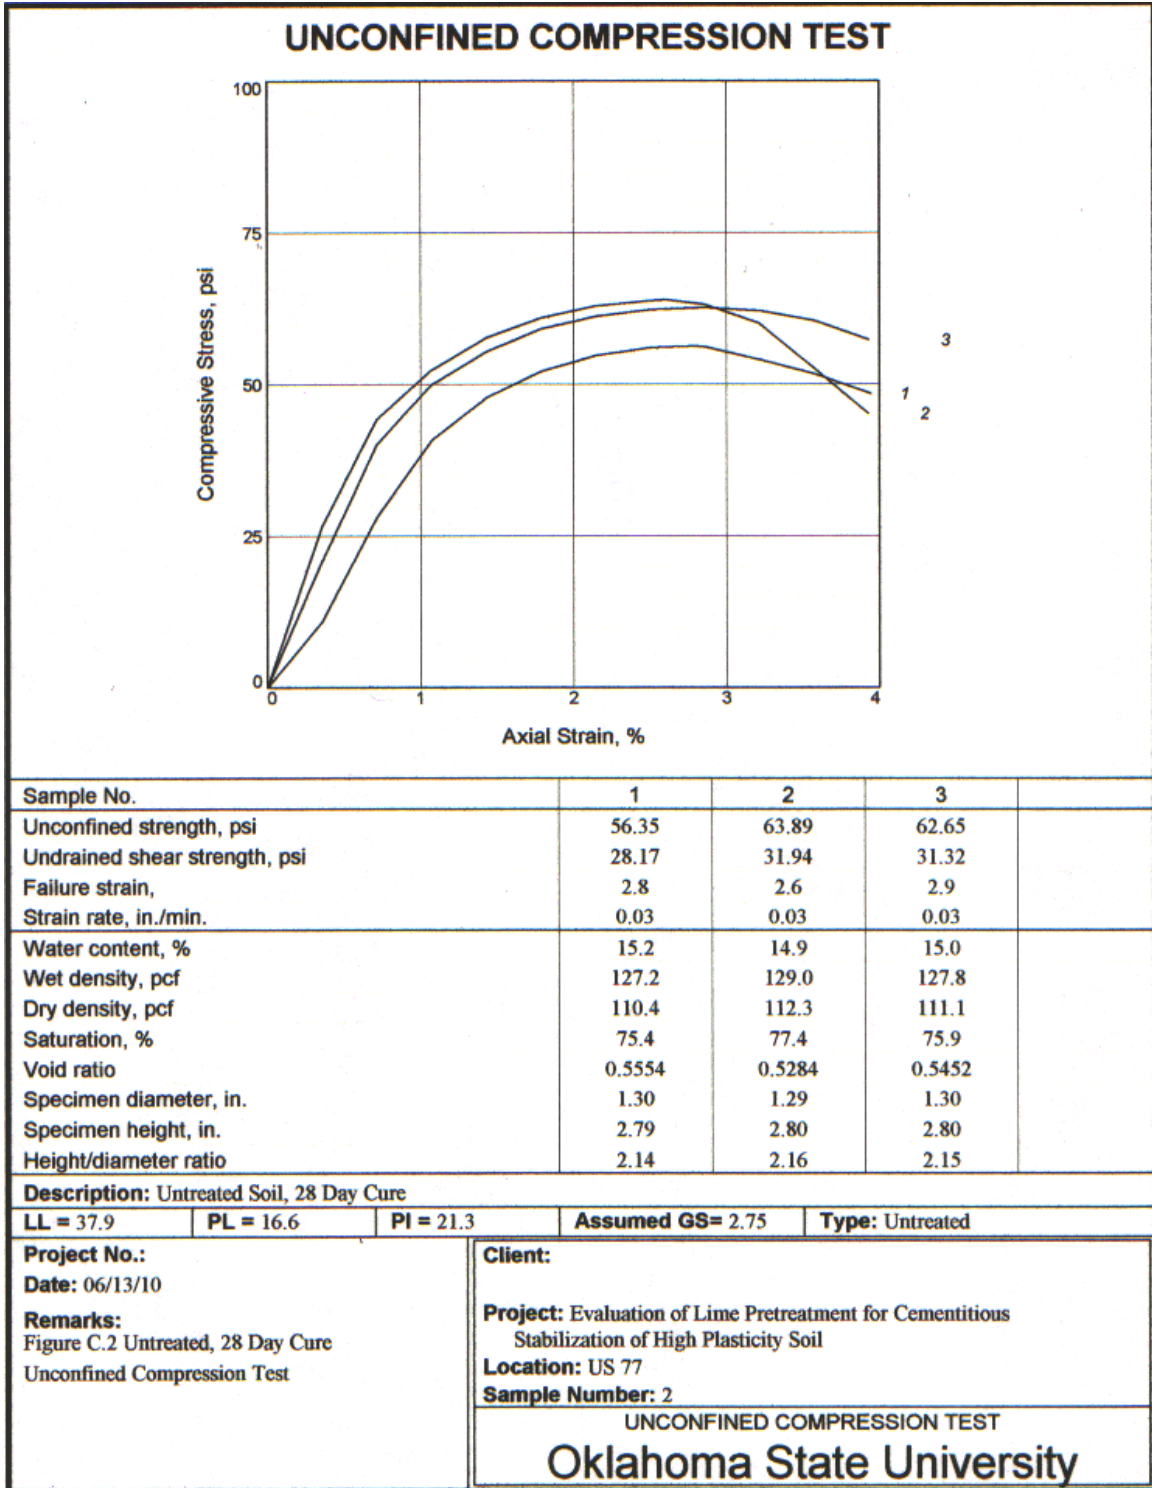 UNCONFINED COMPRESSION TEST
100
75
50
25
0
Compressive Stress, psi
3
1
2
0 1 2 3 4
Axial Strain, %
Sample No. 1 2 3
Unconfined strength, psi 56.35 63.89 62.65
Undrained shear strength, psi 28.17 31.94 31.32
Failure strain, 2.8 2.6 2.9
Strain rate, in./min. 0.03 0.03 0.03
Water content, % 15.2 14.9 15.0
Wet density, pcf 127.2 129.0 127.8
Dry density, pcf 110.4 112.3 111.1
Saturation, % 75.4 77.4 75.9
Void ratio 0.5554 0.5284 0.5452
Specimen diameter, in. 1.30 1.29 1.30
Specimen height, in. 2.79 2.80 2.80
Height/diameter ratio 2.14 2.16 2.15
Description: Untreated Soil, 28 Day Cure
LL = 37.9 PL = 16.6 PI = 21.3 Assumed GS= 2.75 Type: Untreated
Project No.:
Date: 06/13/10
Remarks:
Figure C.2 Untreated, 28 Day Cure
Unconfined Compression Test
Client:
Project: Evaluation of Lime Pretreatment for Cementitious
Stabilization of High Plasticity Soil
Location: US 77
Sample Number: 2
UNCONFINED COMPRESSION TEST
Oklahoma State University